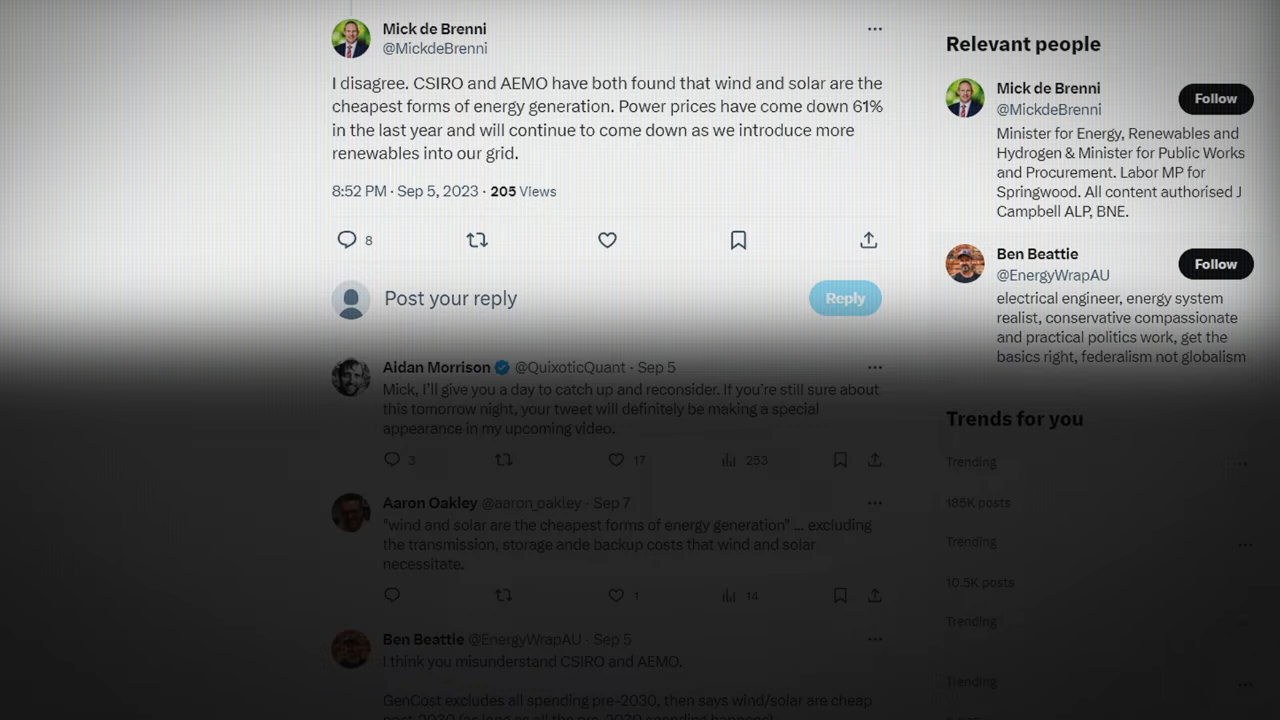 Mick de Brenni
@MickdeBrenni
I disagree. CSIRO and AEMO have both found that wind and solar are the
cheapest forms of energy generation. Power prices have come down 61%
in the last year and will continue to come down as we introduce more
renewables into our grid.
8:52 PM · Sep 5, 2023 · 205 Views
8
Post your reply
Reply
Aidan Morrison @QuixoticQuant · Sep 5
Mick, I'll give you a day to catch up and reconsider. If you're still sure about
this tomorrow night, your tweet will definitely be making a special
appearance in my upcoming video.
3 17 253
Aaron Oakley @aaron_oakley · Sep 7
"wind and solar are the cheapest forms of energy generation" ... excluding
the transmission, storage ande backup costs that wind and solar
necessitate.
1 14
Ben Beattie @EnergyWrapAU · Sep 5
I think you misunderstand CSIRO and AEMO.
GenCost excludes all spending pre-2030, then says wind/solar are cheap
post-2030 (as long as all the pre-2030 spending happens)
Relevant people
Mick de Brenni
@MickdeBrenni
Follow
Minister for Energy, Renewables and
Hydrogen & Minister for Public Works
and Procurement. Labor MP for
Springwood. All content authorised J
Campbell ALP, BNE.
Ben Beattie
@EnergyWrapAU
Follow
electrical engineer, energy system
realist, conservative compassionate
and practical politics work, get the
basics right, federalism not globalism
Trends for you
Trending
185K posts
Trending
10.5K posts
Trending
Trending